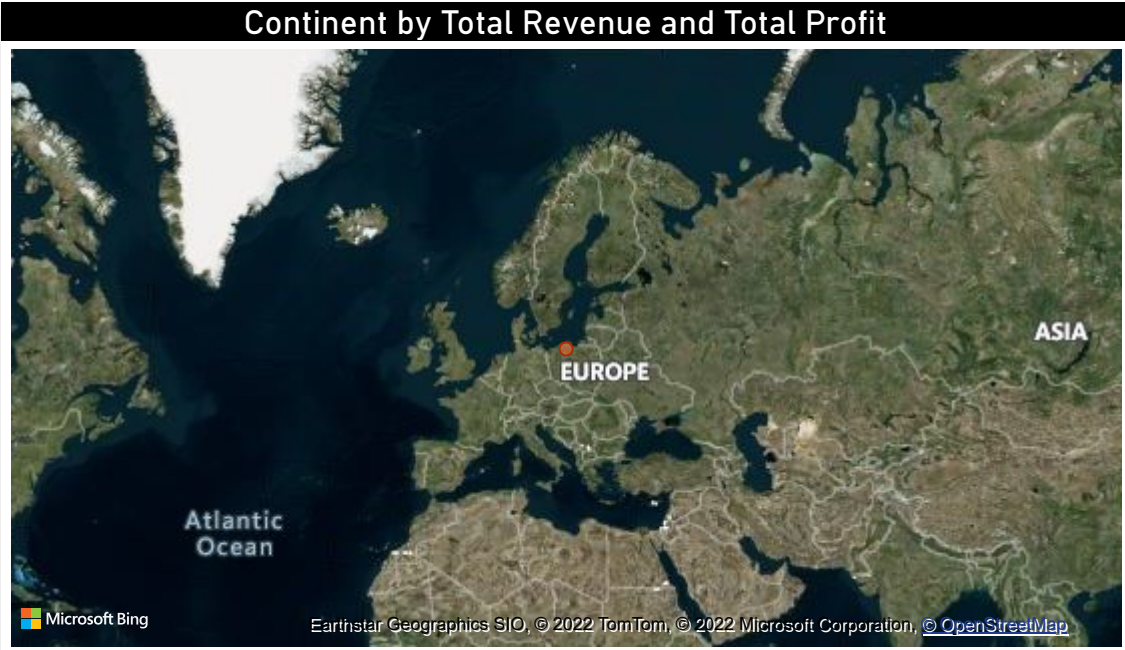 Continent by Total Revenue and Total Profit
ASIA
EUROPE
Atlantic
Ocean
Microsoft Bing
Earthstar Geographics SIO, © 2022 TomTom, © 2022 Microsoft Corporation, © OpenStreetMap